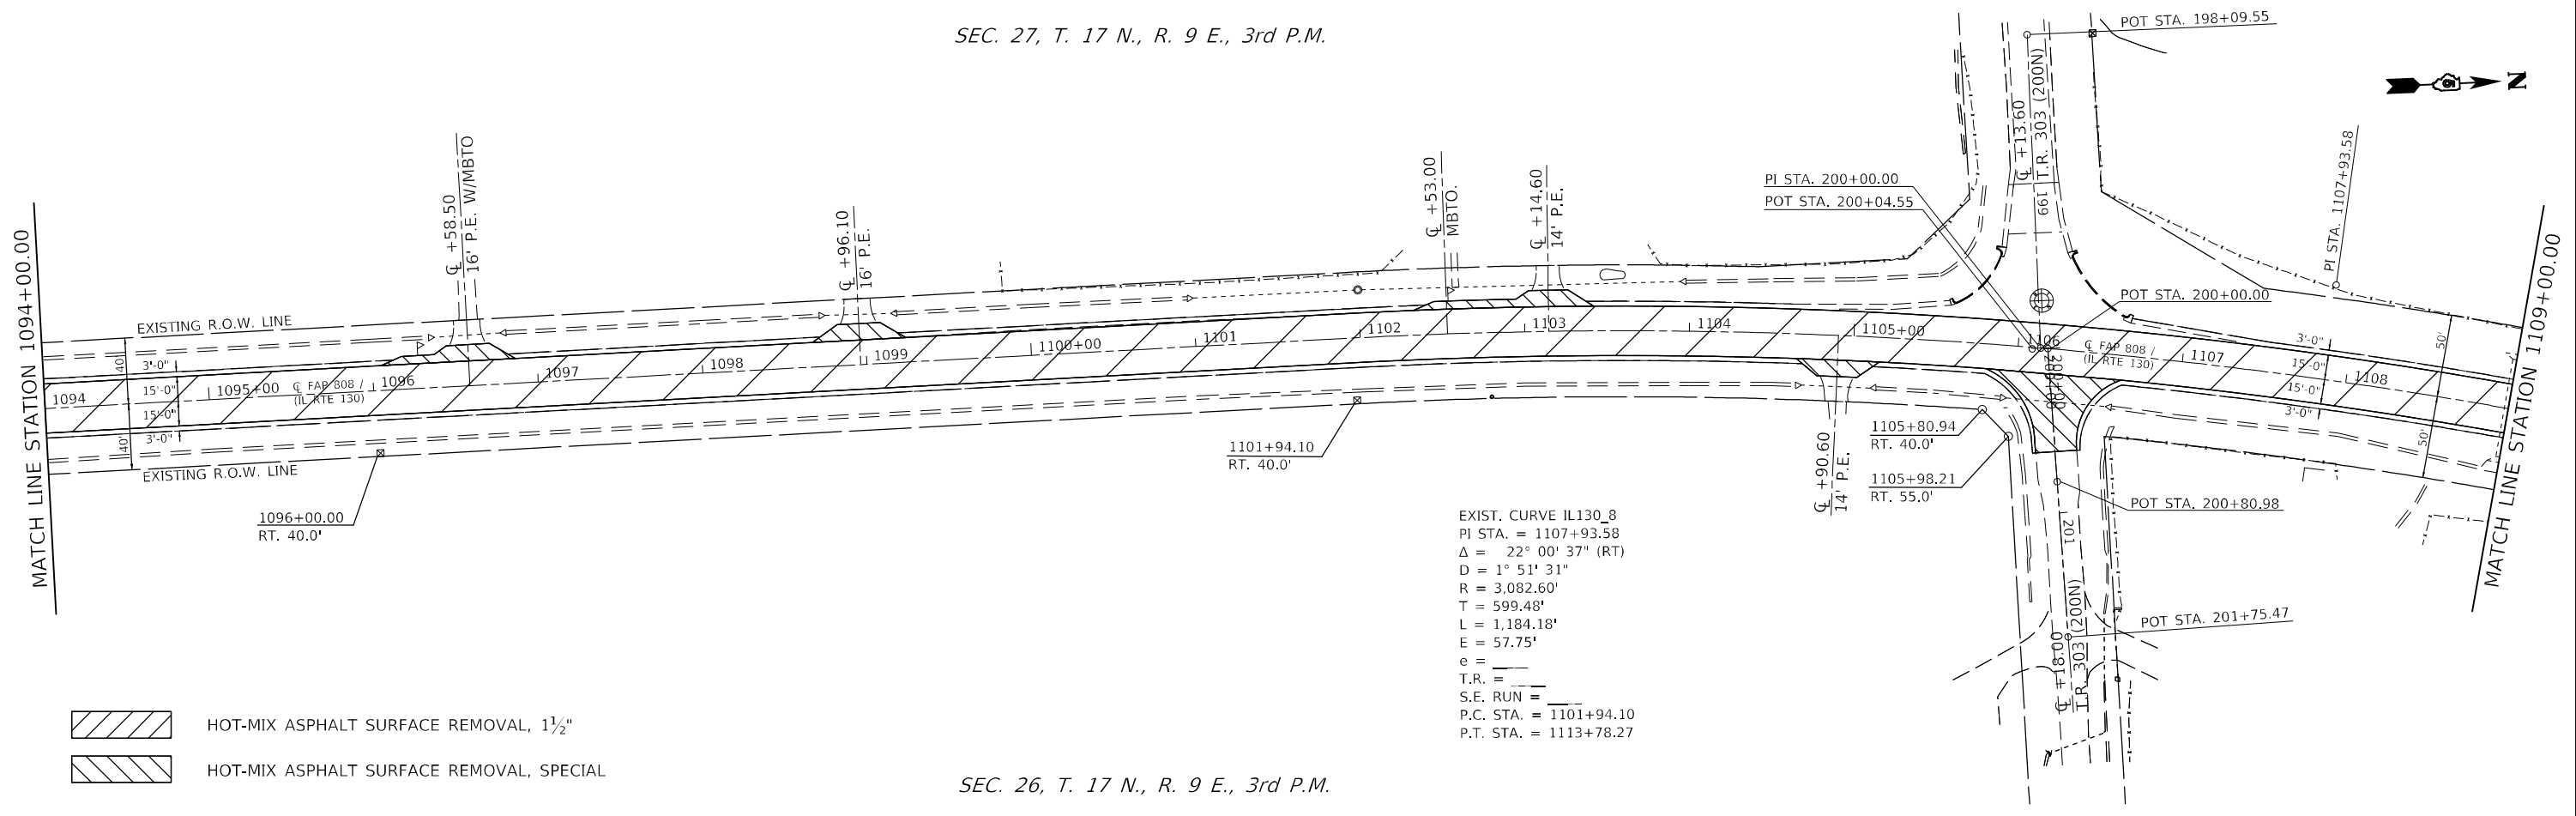 SEC. 27, T. 17 N., R. 9 E., 3rd P.M.
POT STA. 198+09.55
N
MATCH LINE STATION 1094+00.00
EXISTING R.O.W. LINE
40'
3'-0"
15'-0"
15'-0"
3'-0"
40'
EXISTING R.O.W. LINE
℄ +58.50
16' P.E. W/MBTO
℄ +96.10
16' P.E.
℄ +53.00
MBTO.
℄ +14.60
14' P.E.
PI STA. 200+00.00
POT STA. 200+04.55
℄ +13.60
T.R. 303 (200N)
199
PI STA. 1107+93.58
POT STA. 200+00.00
1094
1095+00
℄ FAP 808 /
(IL RTE 130)
1096
1097
1098
1099
1100+00
1101
1102
1103
1104
1105+00
1106
℄ FAP 808 /
(IL RTE 130)
1107
1108
3'-0"
15'-0"
15'-0"
3'-0"
50'
50'
MATCH LINE STATION 1109+00.00
1096+00.00
RT. 40.0'
1101+94.10
RT. 40.0'
℄ +90.60
14' P.E.
1105+80.94
RT. 40.0'
1105+98.21
RT. 55.0'
POT STA. 200+80.98
201
POT STA. 201+75.47
℄ +18.00
T.R. 303 (200N)
EXIST. CURVE IL130_8
PI STA. = 1107+93.58
Δ = 22° 00' 37" (RT)
D = 1° 51' 31"
R = 3,082.60'
T = 599.48'
L = 1,184.18'
E = 57.75'
e = ____
T.R. = ____
S.E. RUN = ____
P.C. STA. = 1101+94.10
P.T. STA. = 1113+78.27
HOT-MIX ASPHALT SURFACE REMOVAL, 1½"
HOT-MIX ASPHALT SURFACE REMOVAL, SPECIAL
SEC. 26, T. 17 N., R. 9 E., 3rd P.M.